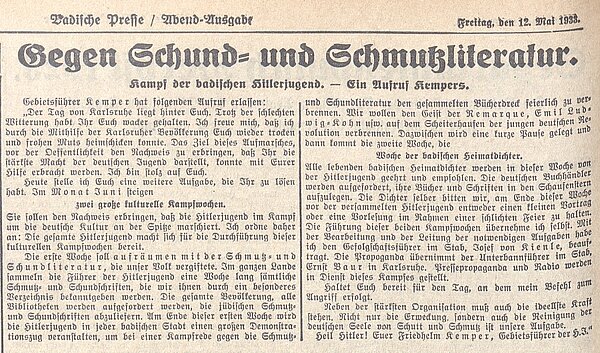 Badische Presse / Abend-Ausgabe
Freitag, den 12. Mai 1933.
Gegen Schund- und Schmutzliteratur.
Kampf der badischen Hitlerjugend. — Ein Aufruf Kempers.
Gebietsführer Kemper hat folgenden Aufruf erlassen:
„Der Tag von Karlsruhe liegt hinter Euch. Trotz der schlechten
Witterung habt Ihr Euch wacker gehalten. Ich freue mich, daß ich
durch die Mithilfe der Karlsruher Bevölkerung Euch wieder trocken
und frohen Muts heimschicken konnte. Das Ziel dieses Aufmarsches,
vor der Oeffentlichkeit den Nachweis zu erbringen, daß Ihr die
stärkste Macht der deutschen Jugend darstellt, konnte mit Eurer
Hilfe erbracht werden. Ich bin stolz auf Euch.
Heute stelle ich Euch eine weitere Aufgabe, die Ihr zu lösen
habt. Im Monat Juni steigen
zwei große kulturelle Kampfwochen.
Sie sollen den Nachweis erbringen, daß die Hitlerjugend im Kampf
um die deutsche Kultur an der Spitze marschiert. Ich ordne daher
an: Die gesamte Hitlerjugend macht sich für die Durchführung dieser
kulturellen Kampfwochen bereit.
Die erste Woche soll aufräumen mit der Schmutz- und
Schundliteratur, die unser Volk vergiftete. Im ganzen Lande
sammeln die Führer der Hitlerjugend eine Woche lang sämtliche
Schmutz- und Schundschriften, die wir ihnen durch ein besonderes
Verzeichnis bekanntgeben werden. Die gesamte Bevölkerung, alle
Bibliotheken werden aufgefordert werden, die jüdischen Schmutz-
und Schundschriften abzuliefern. Am Ende dieser ersten Woche wird
die Hitlerjugend in jeder badischen Stadt einen großen Demonstra-
zug veranstalten, um bei einer Kampfrede gegen die Schmutz-
und Schundliteratur den gesammelten Bücherdreck feierlich zu ver-
brennen. Wir wollen den Geist der Remarque, Emil Lud-
wig-Kohn usw. auf dem Scheiterhaufen der jungen deutschen Re-
volution verbrennen. Dazwischen wird eine kurze Pause gelegt und
dann kommt die zweite Woche, die
Woche der badischen Heimatdichter.
Alle lebenden badischen Heimatdichter werden in dieser Woche von
der Hitlerjugend geehrt und empfohlen. Die deutschen Buchhändler
werden aufgefordert, ihre Bücher und Schriften in den Schaufenstern
aufzulegen. Die Dichter selber bitten wir, am Ende dieser Woche
vor der versammelten Hitlerjugend entweder einen kleinen Vortrag
oder eine Vorlesung im Rahmen einer schlichten Feier zu halten.
Die Führung dieser beiden Kampfwochen übernehme ich selbst. Mit
der Bearbeitung und der Leitung der notwendigen Aufgaben habe
ich den Gefolgschaftsführer im Stab, Josef von Kienle, beauf-
tragt. Die Propaganda übernimmt der Unterbannführer im Stab,
Ernst Baur in Karlsruhe. Pressepropaganda und Radio werden
in Dienst dieses Kampfes gestellt.
Haltet Euch bereit für den Tag, an dem mein Befehl zum
Angriff erfolgt.
Neben der stärksten Organisation muß auch die ideellste Kraft
stehen. Nicht nur die Erwerbung, sondern auch die Reinigung der
deutschen Seele von Schutt und Schmutz ist unsere Aufgabe.
Heil Hitler! Euer Friedhelm Kemper, Gebietsführer der H.J."